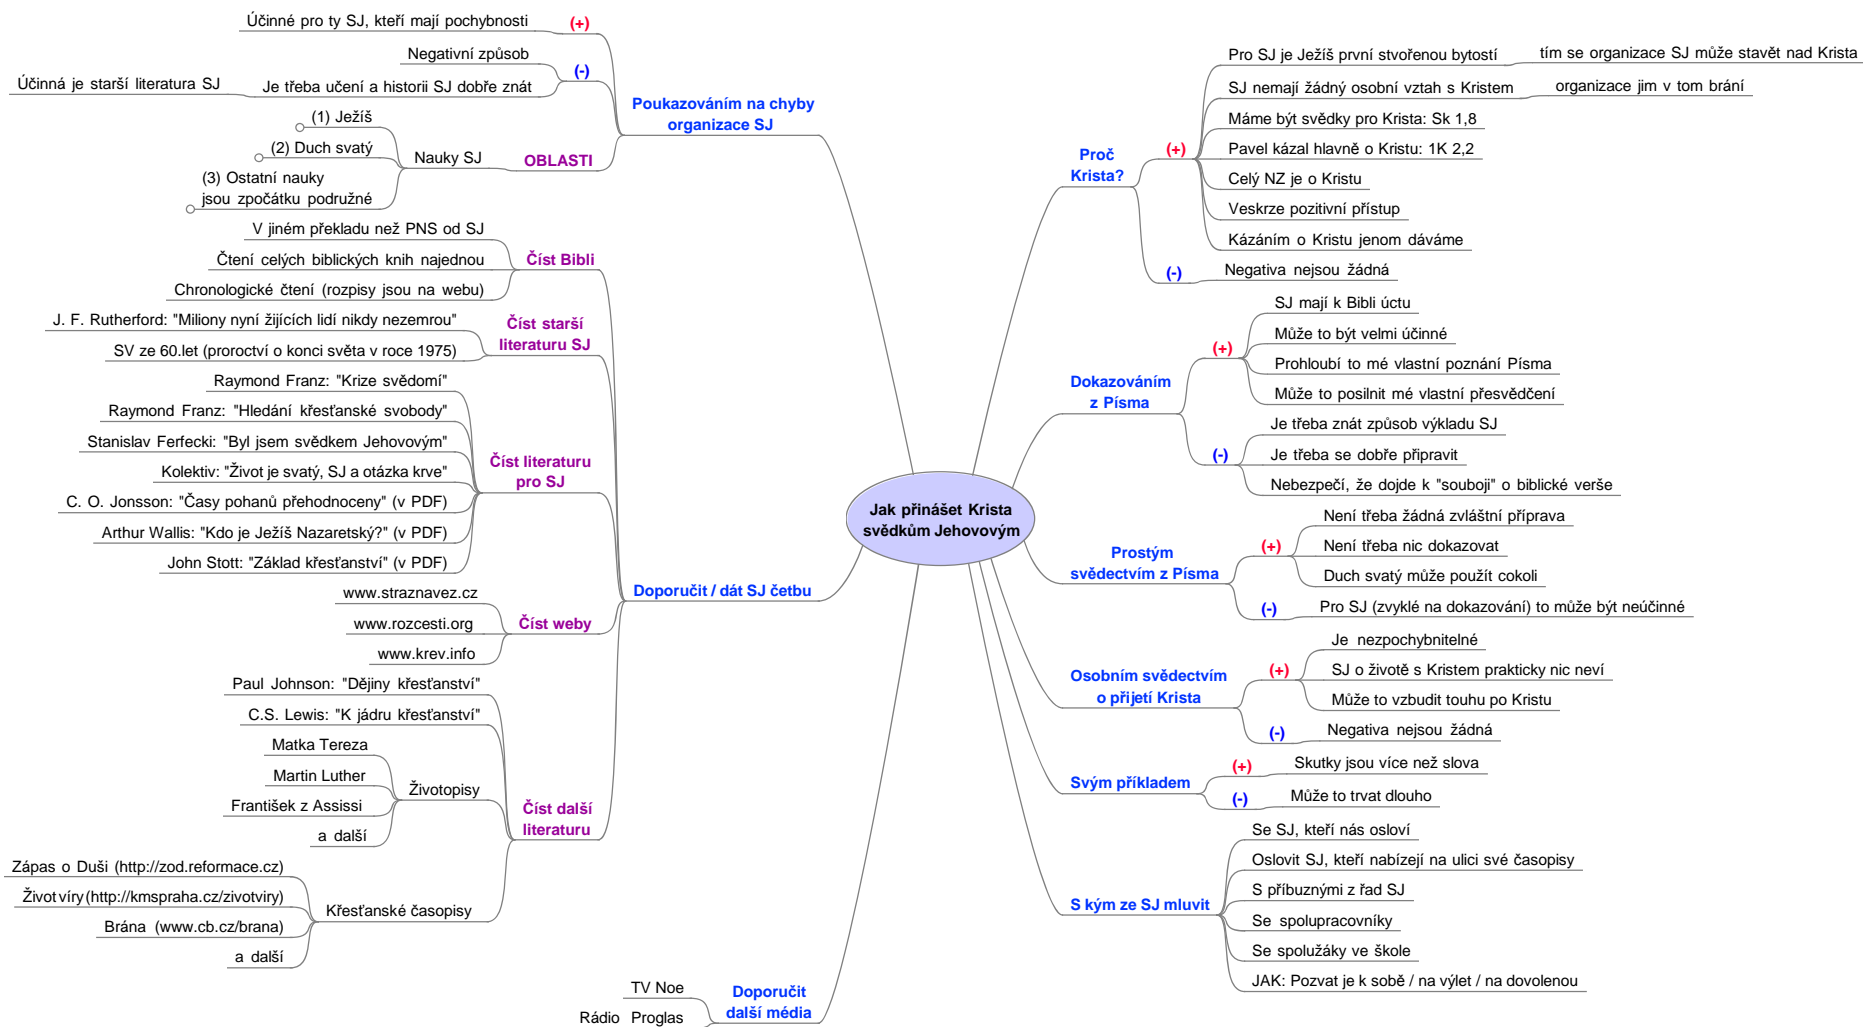 Jak přinášet Krista
svědkům Jehovovým
Poukazováním na chyby
organizace SJ
(+)
Účinné pro ty SJ, kteří mají pochybnosti
(-)
Negativní způsob
Je třeba učení a historii SJ dobře znát
Účinná je starší literatura SJ
OBLASTI
Nauky SJ
(1) Ježíš
(2) Duch svatý
(3) Ostatní nauky
jsou zpočátku podružné
Doporučit / dát SJ četbu
Číst Bibli
V jiném překladu než PNS od SJ
Čtení celých biblických knih najednou
Chronologické čtení (rozpisy jsou na webu)
Číst starší
literaturu SJ
J. F. Rutherford: "Miliony nyní žijících lidí nikdy nezemrou"
SV ze 60.let (proroctví o konci světa v roce 1975)
Číst literaturu
pro SJ
Raymond Franz: "Krize svědomí"
Raymond Franz: "Hledání křesťanské svobody"
Stanislav Ferfecki: "Byl jsem svědkem Jehovovým"
Kolektiv: "Život je svatý, SJ a otázka krve"
C. O. Jonsson: "Časy pohanů přehodnoceny" (v PDF)
Arthur Wallis: "Kdo je Ježíš Nazaretský?" (v PDF)
John Stott: "Základ křesťanství" (v PDF)
Číst weby
www.straznavez.cz
www.rozcesti.org
www.krev.info
Číst další
literaturu
Paul Johnson: "Dějiny křesťanství"
C.S. Lewis: "K jádru křesťanství"
Životopisy
Matka Tereza
Martin Luther
František z Assissi
a další
Křesťanské časopisy
Zápas o Duši (http://zod.reformace.cz)
Život víry (http://kmspraha.cz/zivotviry)
Brána (www.cb.cz/brana)
a další
Doporučit
další média
TV Noe
Rádio Proglas
Proč
Krista?
(+)
Pro SJ je Ježíš první stvořenou bytostí
tím se organizace SJ může stavět nad Krista
SJ nemají žádný osobní vztah s Kristem
organizace jim v tom brání
Máme být svědky pro Krista: Sk 1,8
Pavel kázal hlavně o Kristu: 1K 2,2
Celý NZ je o Kristu
Veskrze pozitivní přístup
Kázáním o Kristu jenom dáváme
(-)
Negativa nejsou žádná
Dokazováním
z Písma
(+)
SJ mají k Bibli úctu
Může to být velmi účinné
Prohloubí to mé vlastní poznání Písma
Může to posilnit mé vlastní přesvědčení
(-)
Je třeba znát způsob výkladu SJ
Je třeba se dobře připravit
Nebezpečí, že dojde k "souboji" o biblické verše
Prostým
svědectvím z Písma
(+)
Není třeba žádná zvláštní příprava
Není třeba nic dokazovat
Duch svatý může použít cokoli
(-)
Pro SJ (zvyklé na dokazování) to může být neúčinné
Osobním svědectvím
o přijetí Krista
(+)
Je nezpochybnitelné
SJ o životě s Kristem prakticky nic neví
Může to vzbudit touhu po Kristu
(-)
Negativa nejsou žádná
Svým příkladem
(+)
Skutky jsou více než slova
(-)
Může to trvat dlouho
S kým ze SJ mluvit
Se SJ, kteří nás osloví
Oslovit SJ, kteří nabízejí na ulici své časopisy
S příbuznými z řad SJ
Se spolupracovníky
Se spolužáky ve škole
JAK: Pozvat je k sobě / na výlet / na dovolenou